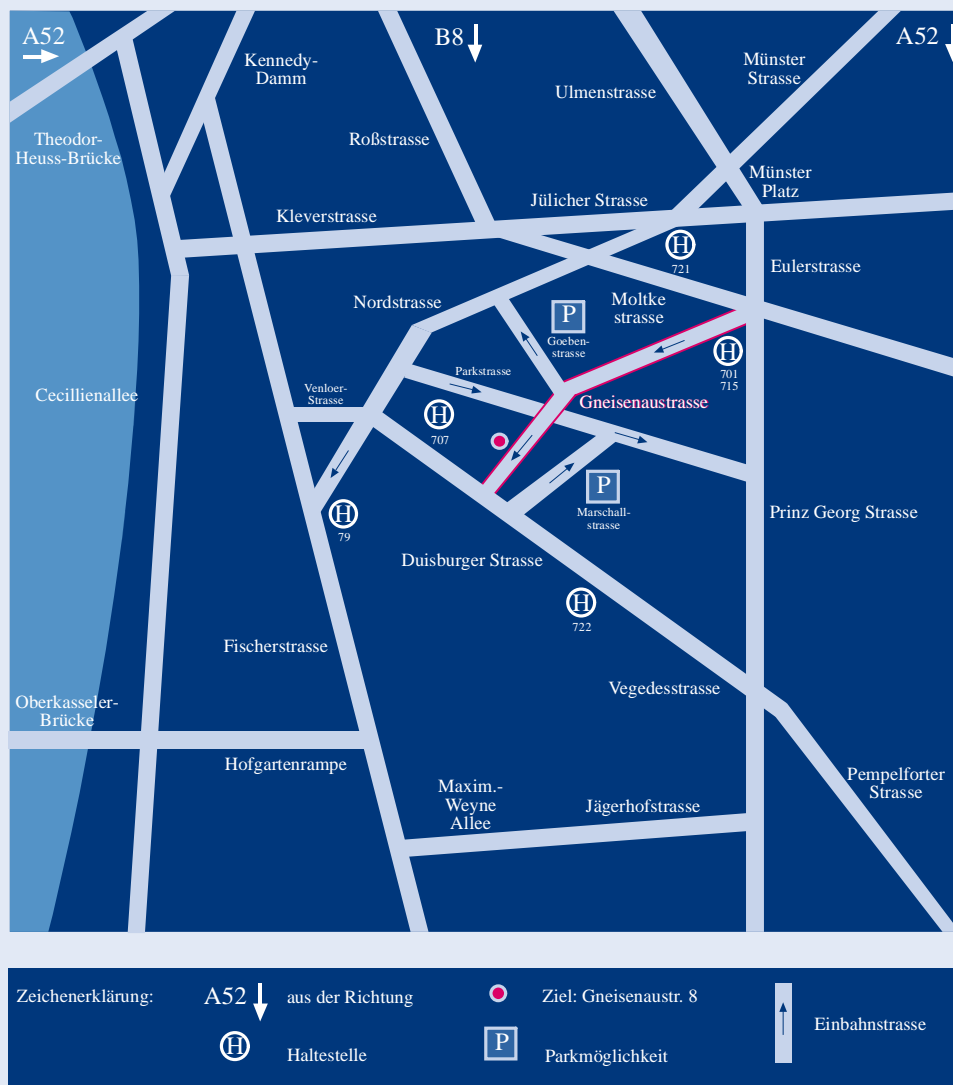 A52
B8
A52
Kennedy-
Damm
Münster
Strasse
Ulmenstrasse
Theodor-
Heuss-Brücke
Roßstrasse
Münster
Platz
Jülicher Strasse
Kleverstrasse
H
721
Eulerstrasse
Nordstrasse
Moltke
strasse
P
Goeben-
strasse
H
701
715
Parkstrasse
Venloer-
Strasse
Cecillienallee
Gneisenaustrasse
H
707
P
Marschall-
strasse
H
79
Prinz Georg Strasse
Duisburger Strasse
H
722
Fischerstrasse
Vegedesstrasse
Oberkasseler-
Brücke
Hofgartenrampe
Maxim.-
Weyne
Allee
Jägerhofstrasse
Pempelforter
Strasse
Zeichenerklärung:
A52
aus der Richtung
Ziel: Gneisenaustr. 8
Einbahnstrasse
H
Haltestelle
P
Parkmöglichkeit